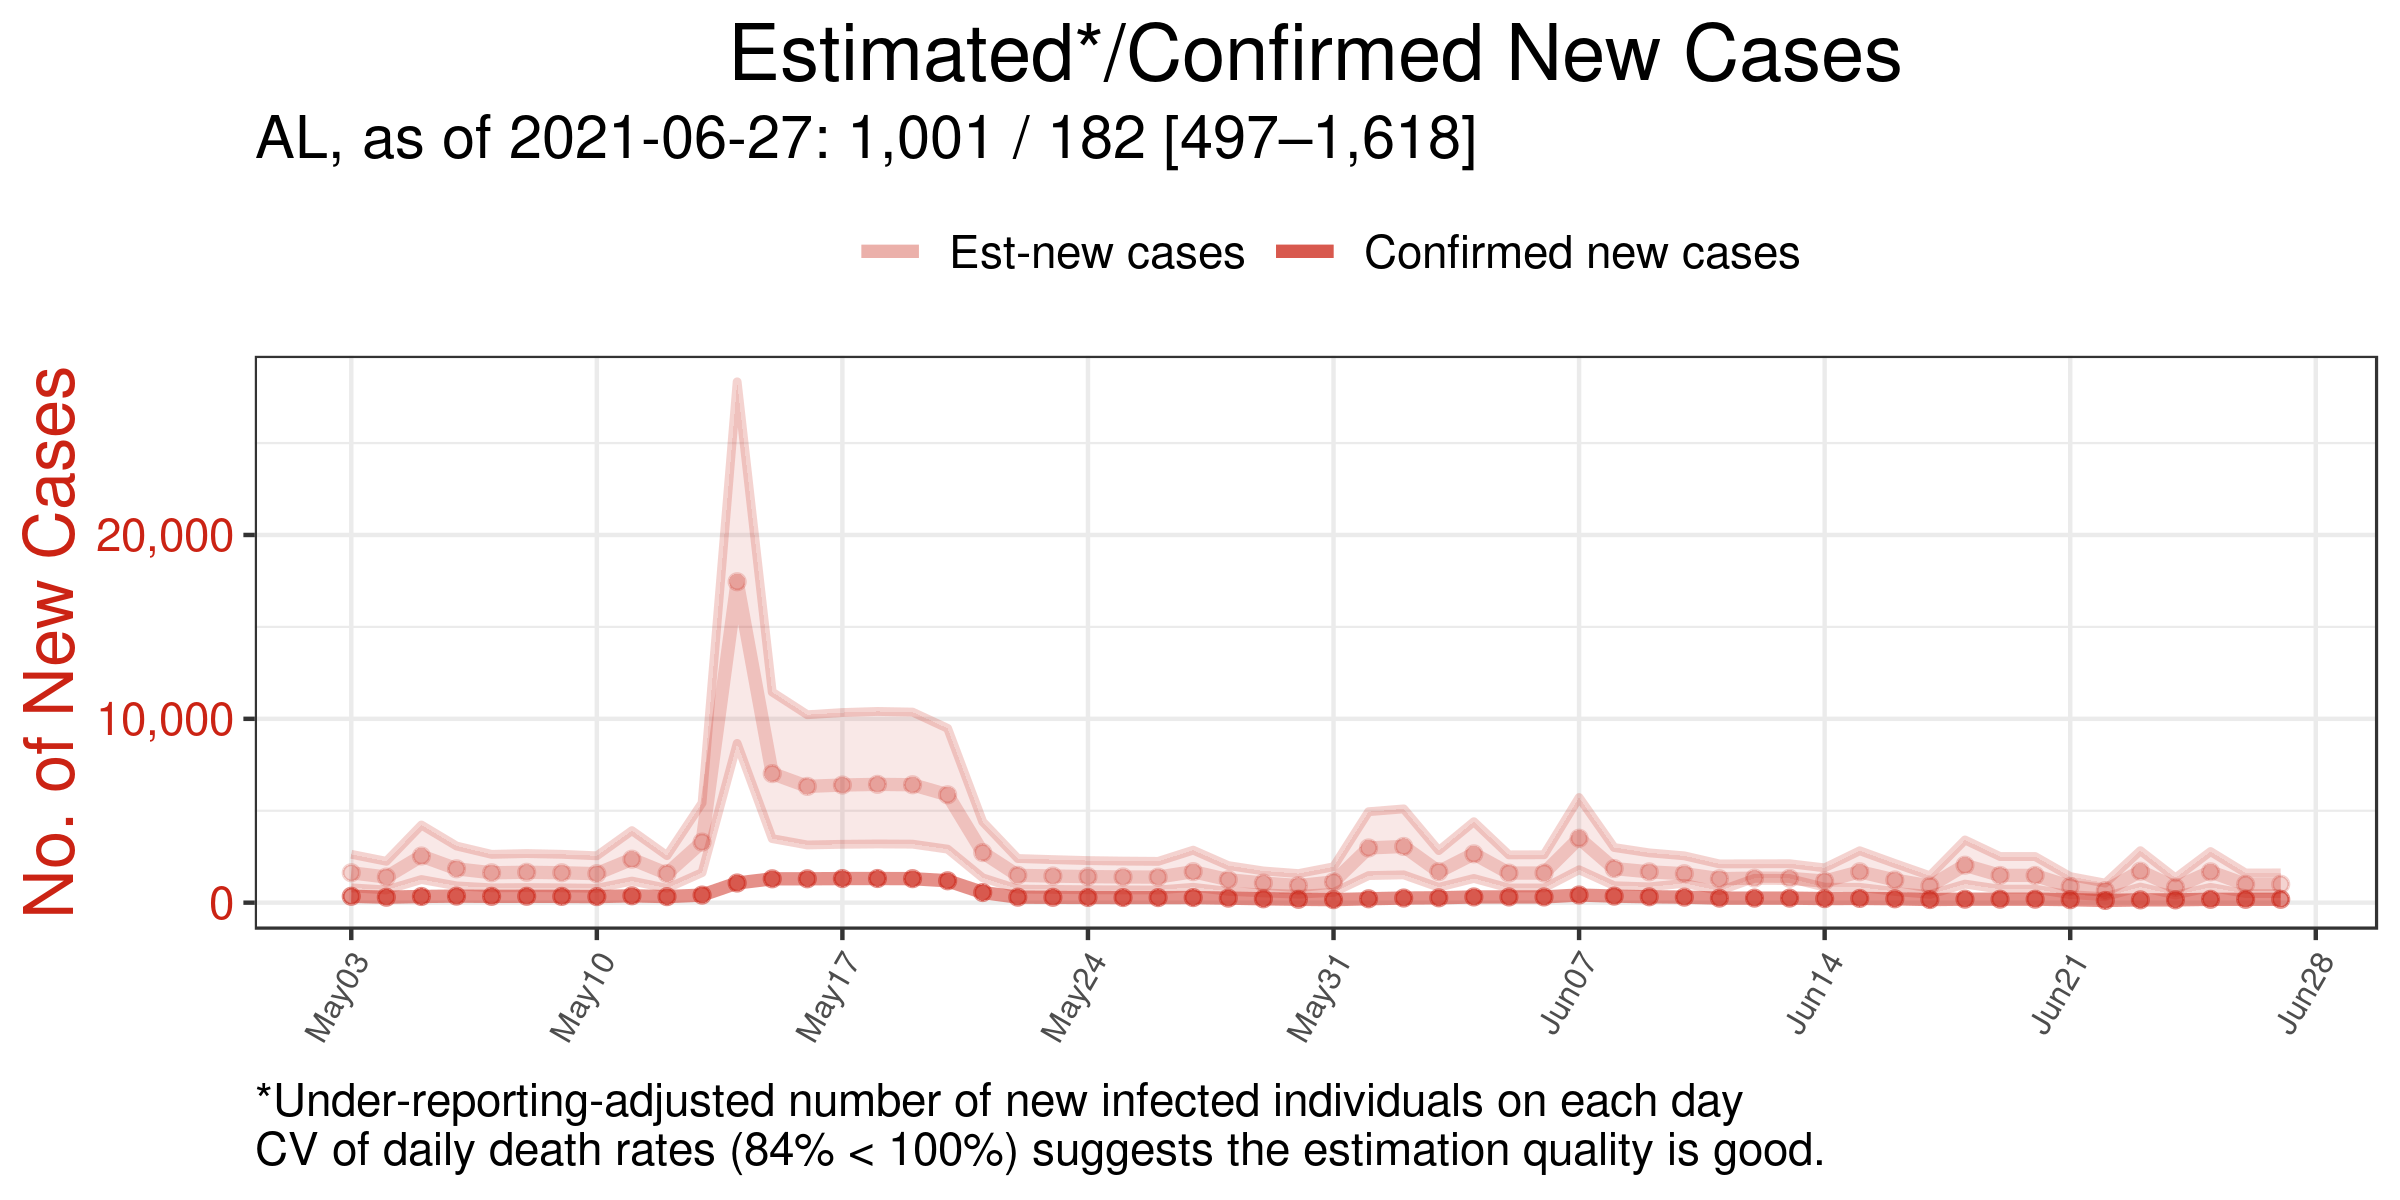 Estimated*/Confirmed New Cases
AL, as of 2021-06-27: 1,001 / 182 [497–1,618]
Est-new cases
Confirmed new cases
No. of New Cases
20,000
10,000
0
May03
May10
May17
May24
May31
Jun07
Jun14
Jun21
Jun28
*Under-reporting-adjusted number of new infected individuals on each day
CV of daily death rates (84% < 100%) suggests the estimation quality is good.